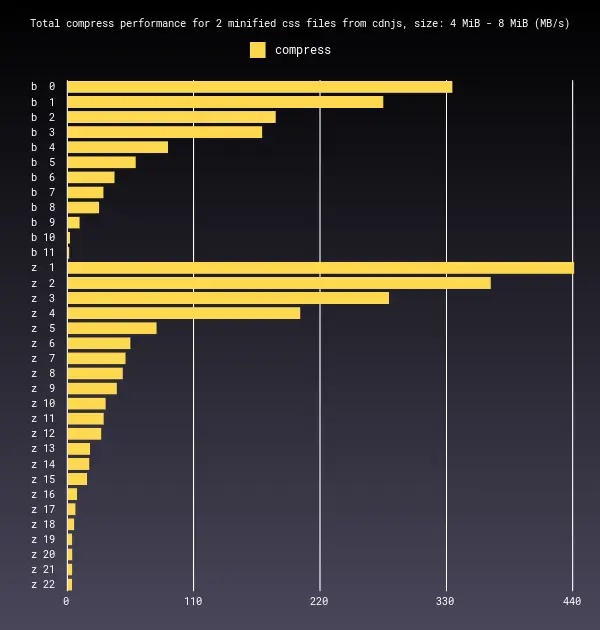 Total compress performance for 2 minified css files from cdnjs, size: 4 MiB - 8 MiB (MB/s)
compress
b 0
b 1
b 2
b 3
b 4
b 5
b 6
b 7
b 8
b 9
b 10
b 11
z 1
z 2
z 3
z 4
z 5
z 6
z 7
z 8
z 9
z 10
z 11
z 12
z 13
z 14
z 15
z 16
z 17
z 18
z 19
z 20
z 21
z 22
0 110 220 330 440